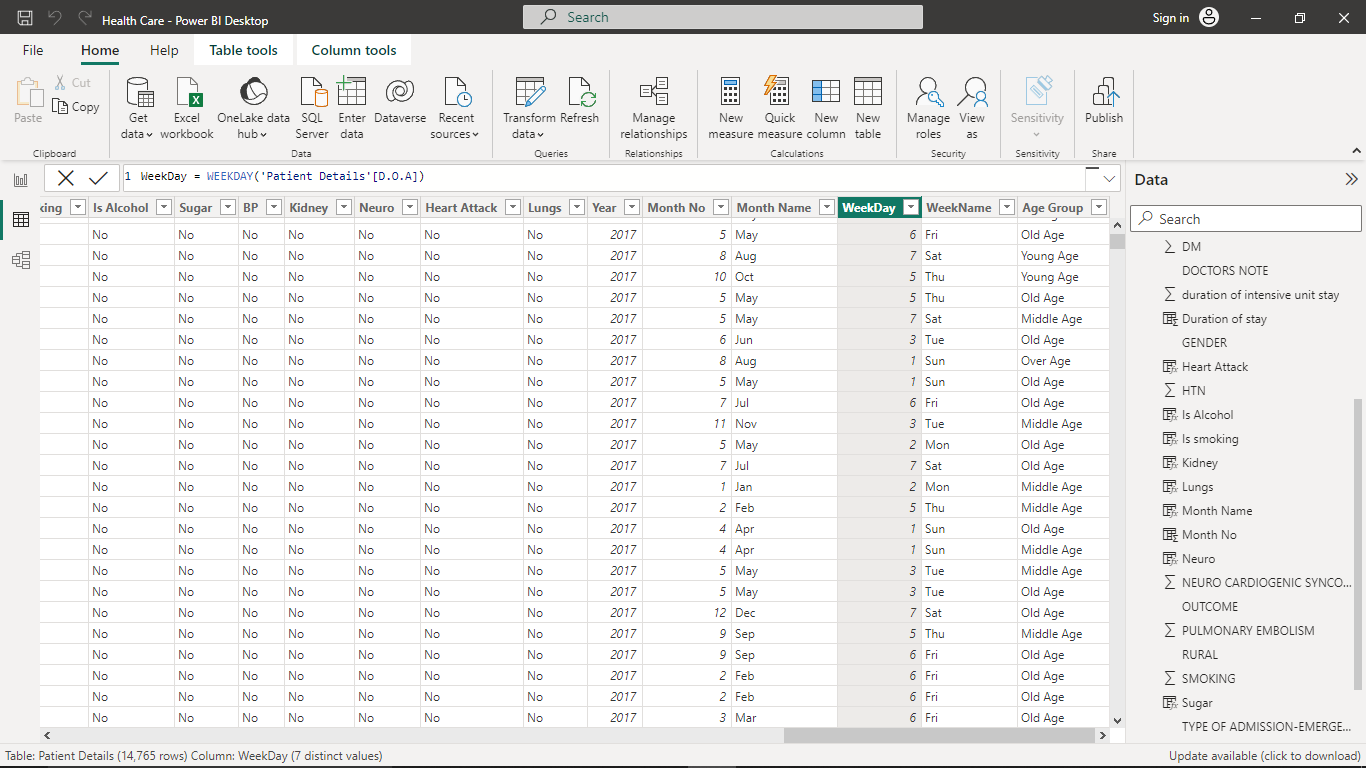 Health Care - Power BI Desktop
Search
Sign in
File Home Help Table tools Column tools
Paste
Cut
Copy
Get data
Excel workbook
OneLake data hub
SQL Server
Enter data
Dataverse
Recent sources
Transform data
Refresh
Manage relationships
New measure
Quick measure
New column
New table
Manage roles
View as
Sensitivity
Publish
Clipboard Data Queries Relationships Calculations Security Sensitivity Share
1 WeekDay = WEEKDAY('Patient Details'[D.O.A])
king Is Alcohol Sugar BP Kidney Neuro Heart Attack Lungs Year Month No Month Name WeekDay WeekName Age Group
No No No No No No No 2017 5 May 6 Fri Old Age
No No No No No No No 2017 8 Aug 7 Sat Young Age
No No No No No No No 2017 10 Oct 5 Thu Young Age
No No No No No No No 2017 5 May 5 Thu Old Age
No No No No No No No 2017 5 May 7 Sat Middle Age
No No No No No No No 2017 6 Jun 3 Tue Old Age
No No No No No No No 2017 8 Aug 1 Sun Over Age
No No No No No No No 2017 5 May 1 Sun Old Age
No No No No No No No 2017 7 Jul 6 Fri Old Age
No No No No No No No 2017 11 Nov 3 Tue Middle Age
No No No No No No No 2017 5 May 2 Mon Old Age
No No No No No No No 2017 7 Jul 7 Sat Old Age
No No No No No No No 2017 1 Jan 2 Mon Middle Age
No No No No No No No 2017 2 Feb 5 Thu Middle Age
No No No No No No No 2017 4 Apr 1 Sun Old Age
No No No No No No No 2017 4 Apr 1 Sun Middle Age
No No No No No No No 2017 5 May 3 Tue Middle Age
No No No No No No No 2017 5 May 3 Tue Old Age
No No No No No No No 2017 12 Dec 7 Sat Old Age
No No No No No No No 2017 9 Sep 5 Thu Middle Age
No No No No No No No 2017 9 Sep 6 Fri Old Age
No No No No No No No 2017 2 Feb 6 Fri Old Age
No No No No No No No 2017 2 Feb 6 Fri Old Age
No No No No No No No 2017 3 Mar 6 Fri Old Age
Data
Search
DM
DOCTORS NOTE
duration of intensive unit stay
Duration of stay
GENDER
Heart Attack
HTN
Is Alcohol
Is smoking
Kidney
Lungs
Month Name
Month No
Neuro
NEURO CARDIOGENIC SYNCO...
OUTCOME
PULMONARY EMBOLISM
RURAL
SMOKING
Sugar
TYPE OF ADMISSION-EMERGE...
Table: Patient Details (14,765 rows) Column: WeekDay (7 distinct values)
Update available (click to download)